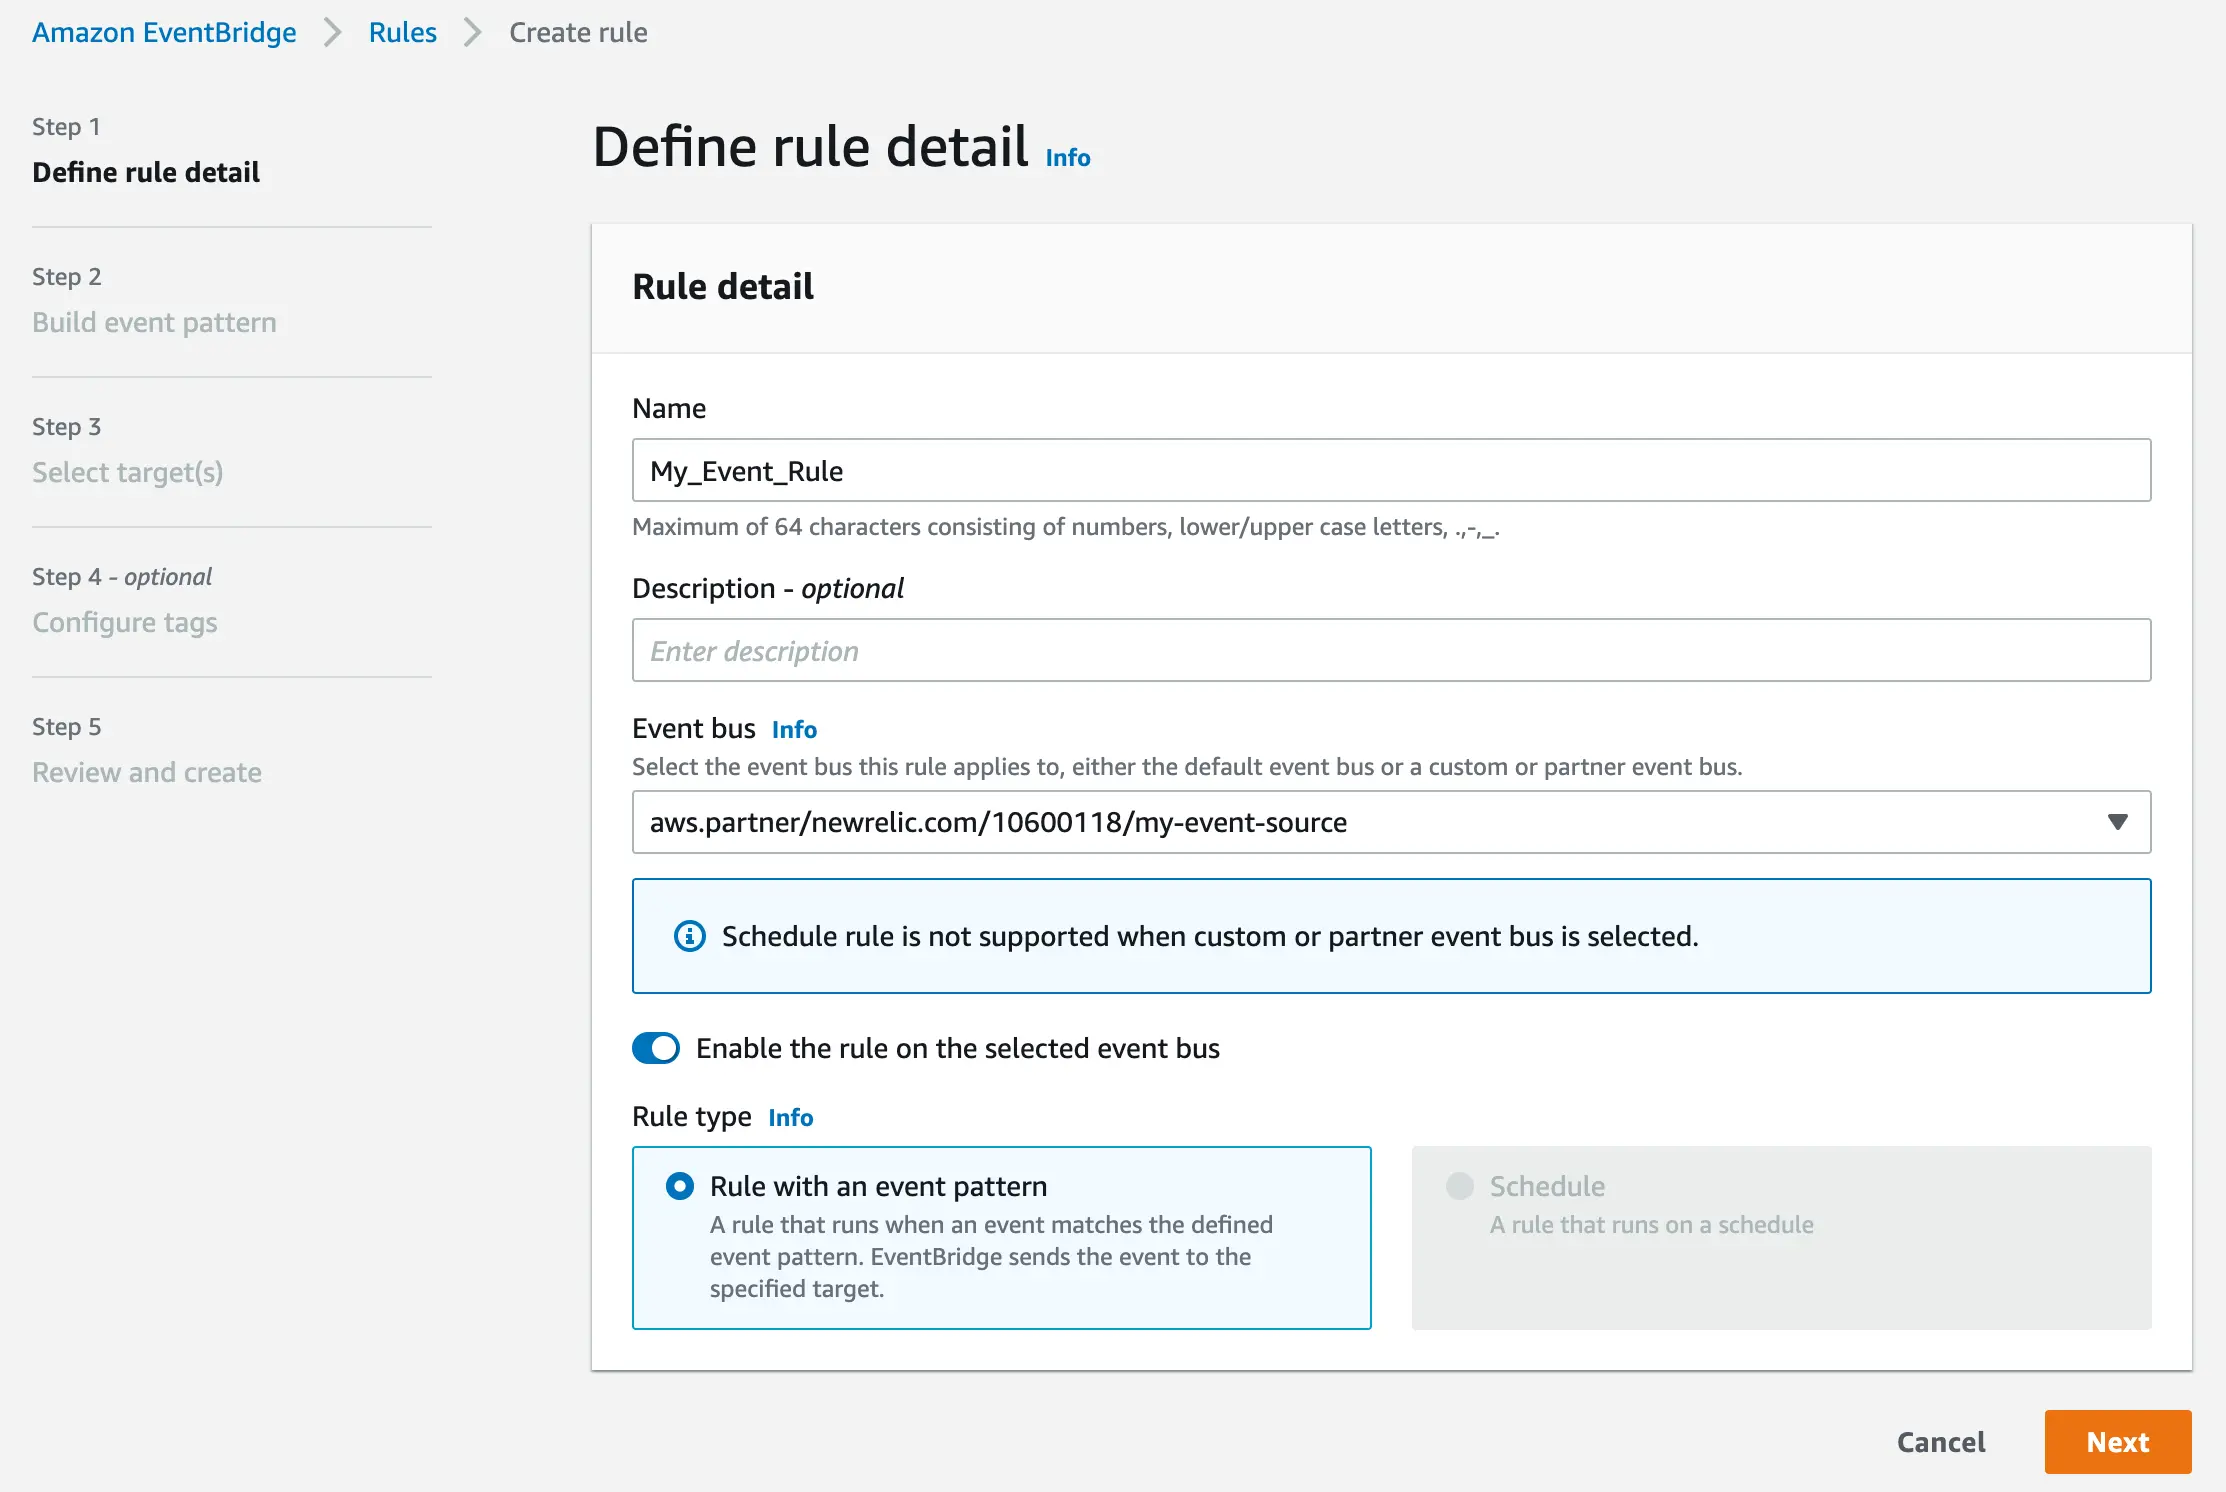 Amazon EventBridge > Rules > Create rule
Step 1
Define rule detail
Step 2
Build event pattern
Step 3
Select target(s)
Step 4 - optional
Configure tags
Step 5
Review and create
Define rule detail Info
Rule detail
Name
My_Event_Rule
Maximum of 64 characters consisting of numbers, lower/upper case letters, .,-,_.
Description - optional
Enter description
Event bus Info
Select the event bus this rule applies to, either the default event bus or a custom or partner event bus.
aws.partner/newrelic.com/10600118/my-event-source
Schedule rule is not supported when custom or partner event bus is selected.
Enable the rule on the selected event bus
Rule type Info
Rule with an event pattern
A rule that runs when an event matches the defined
event pattern. EventBridge sends the event to the
specified target.
Schedule
A rule that runs on a schedule
Cancel
Next